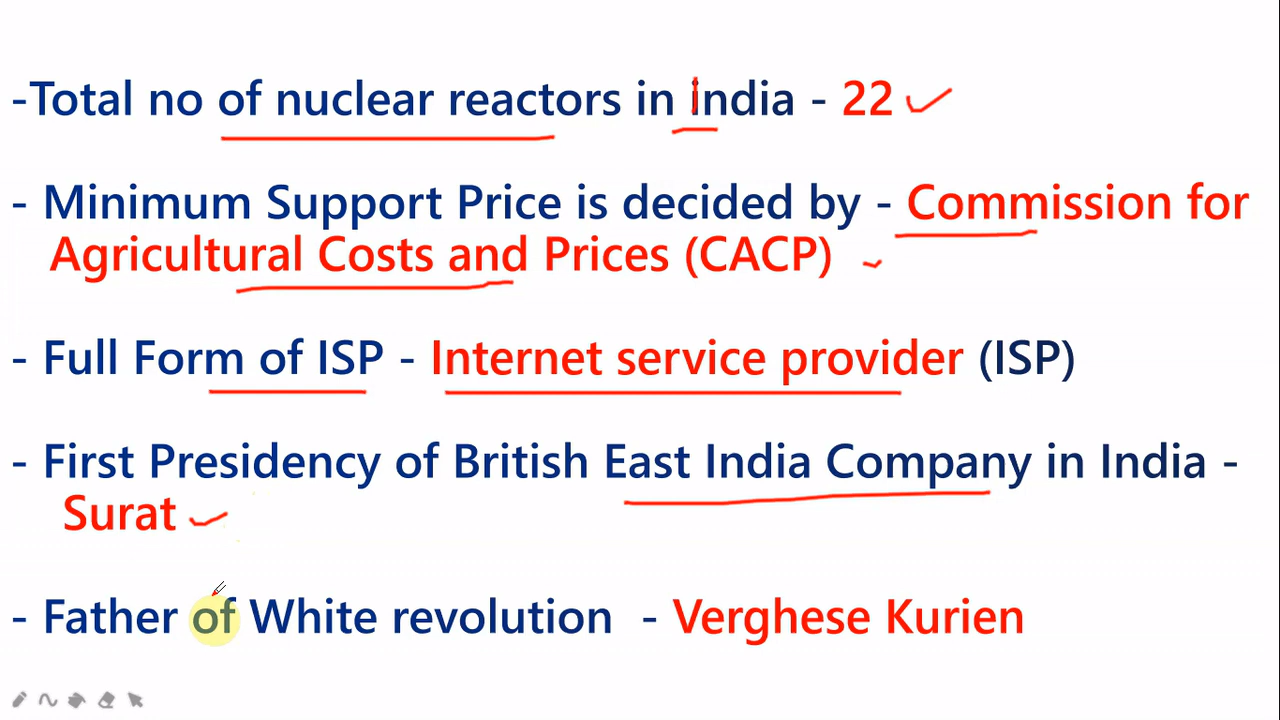 -Total no of nuclear reactors in india - 22
- Minimum Support Price is decided by - Commission for
Agricultural Costs and Prices (CACP)
- Full Form of ISP - Internet service provider (ISP)
- First Presidency of British East India Company in India -
Surat
- Father of White revolution - Verghese Kurien